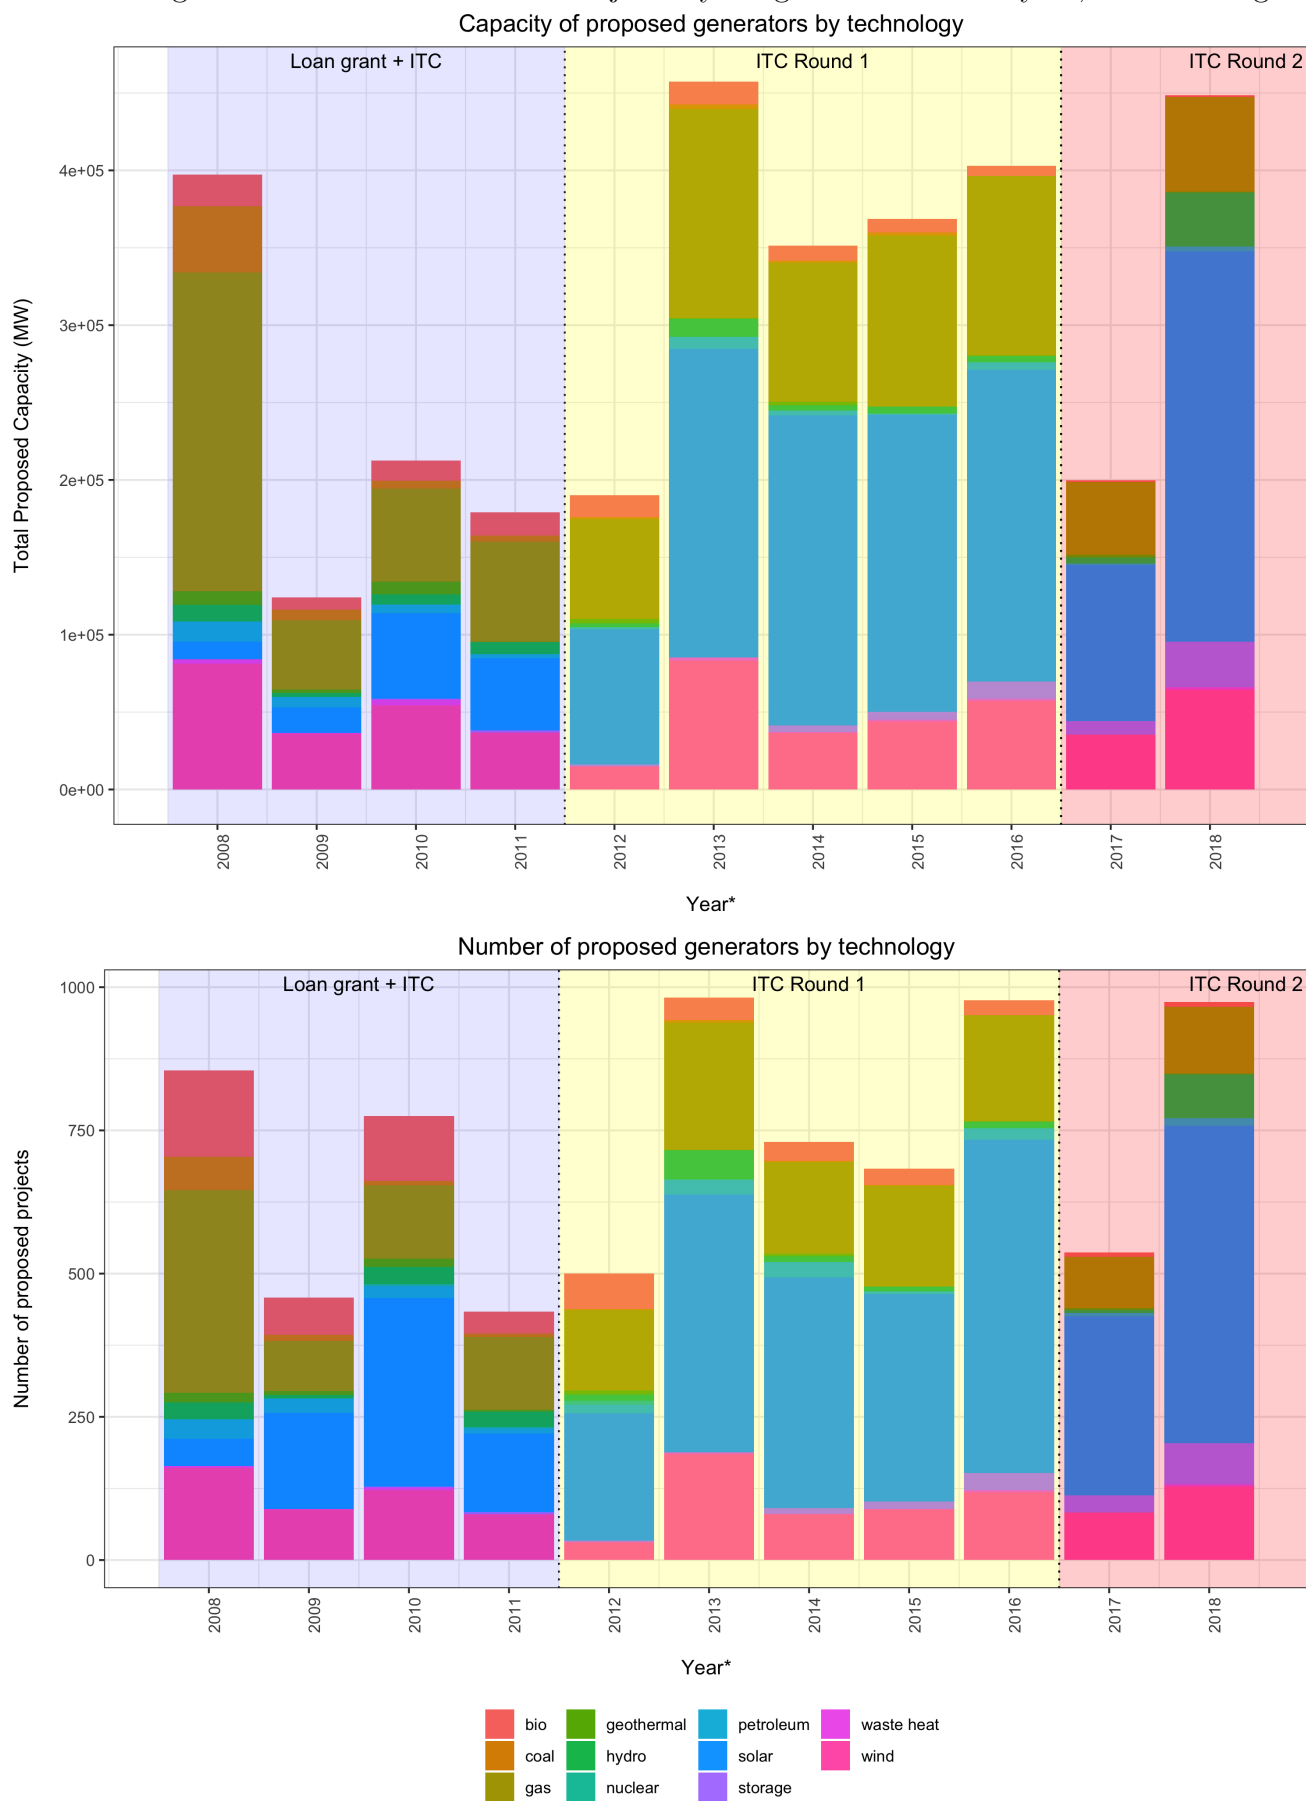 Capacity of proposed generators by technology
Loan grant + ITC
ITC Round 1
ITC Round 2
4e+05
3e+05
2e+05
1e+05
0e+00
Total Proposed Capacity (MW)
2008 2009 2010 2011 2012 2013 2014 2015 2016 2017 2018
Year*
Number of proposed generators by technology
Loan grant + ITC
ITC Round 1
ITC Round 2
1000
750
500
250
0
Number of proposed projects
2008 2009 2010 2011 2012 2013 2014 2015 2016 2017 2018
Year*
bio geothermal petroleum waste heat
coal hydro solar wind
gas nuclear storage